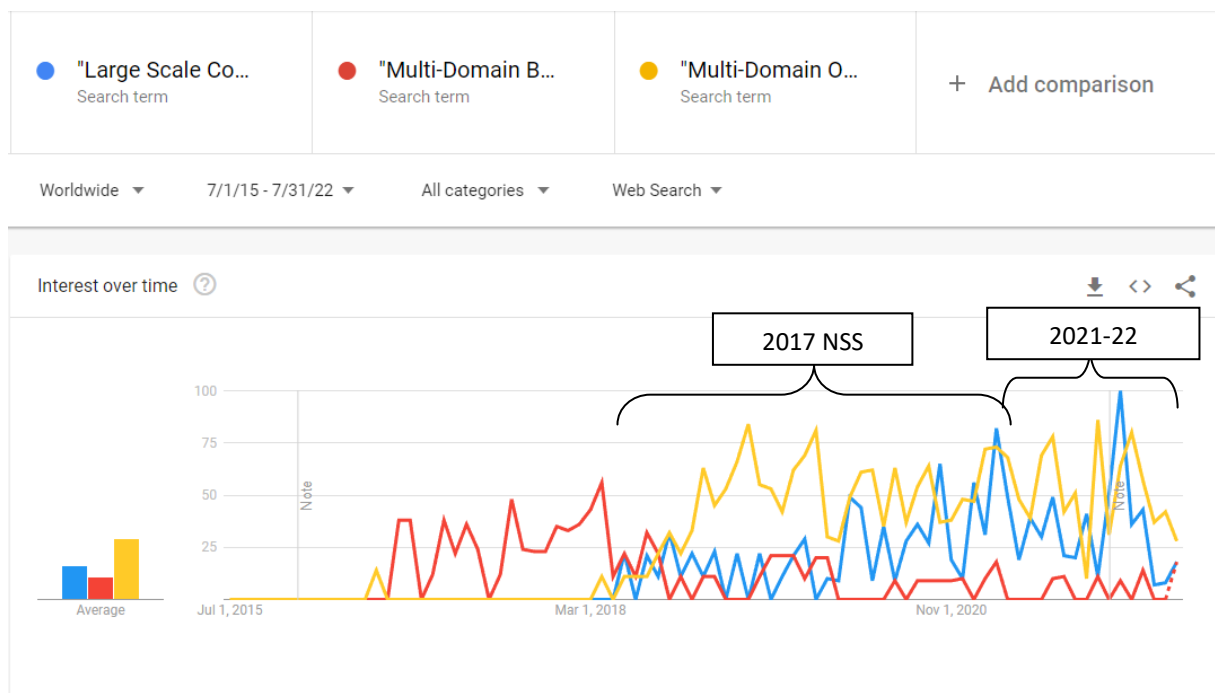 "Large Scale Co...
Search term
"Multi-Domain B...
Search term
"Multi-Domain O...
Search term
+ Add comparison
Worldwide
7/1/15 - 7/31/22
All categories
Web Search
Interest over time
2017 NSS
2021-22
100
75
50
25
Note
Note
Average
Jul 1, 2015
Mar 1, 2018
Nov 1, 2020